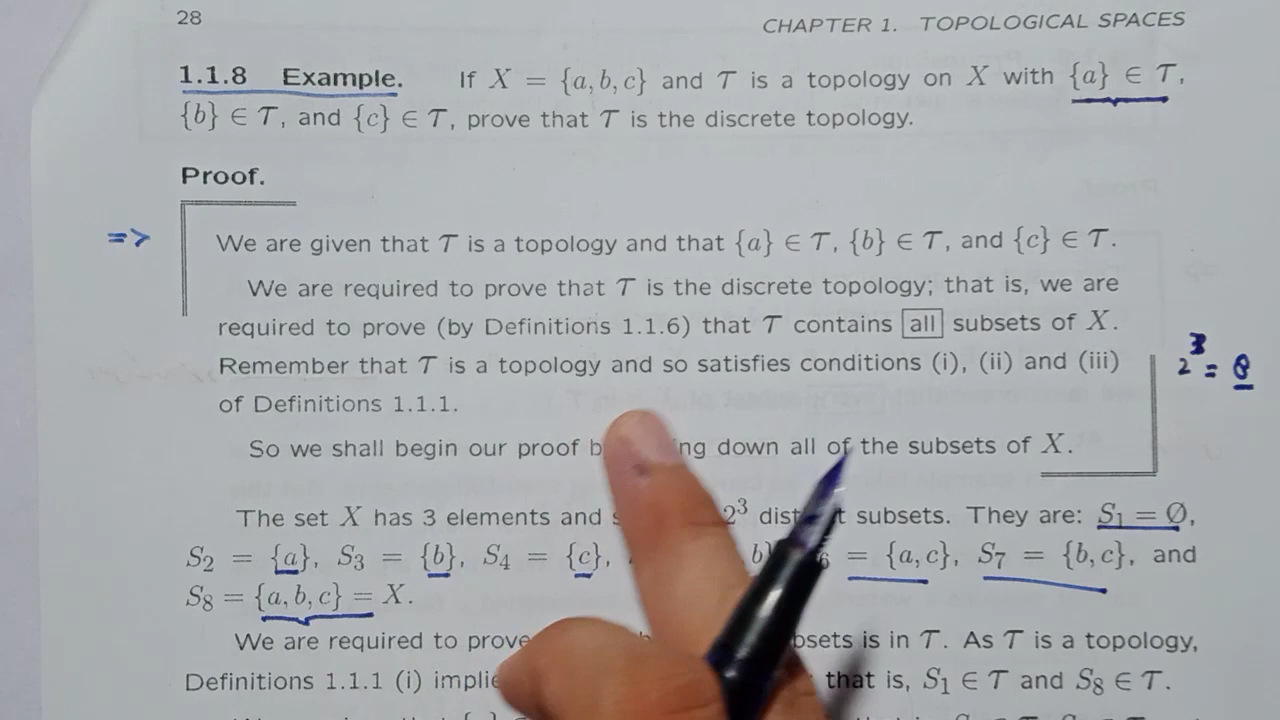 28
CHAPTER 1. TOPOLOGICAL SPACES
1.1.8 Example. If X = {a, b, c} and 𝒯 is a topology on X with {a} ∈ 𝒯,
{b} ∈ 𝒯, and {c} ∈ 𝒯, prove that 𝒯 is the discrete topology.
Proof.
=> We are given that 𝒯 is a topology and that {a} ∈ 𝒯, {b} ∈ 𝒯, and {c} ∈ 𝒯.
We are required to prove that 𝒯 is the discrete topology; that is, we are
required to prove (by Definitions 1.1.6) that 𝒯 contains all subsets of X.
Remember that 𝒯 is a topology and so satisfies conditions (i), (ii) and (iii)
2³ = 8
of Definitions 1.1.1.
So we shall begin our proof down all of the subsets of X.
The set X has 3 elements and 2³ subsets. They are: S₁ = Ø,
S₂ = {a}, S₃ = {b}, S₄ = {c}, = {a, c}, S₇ = {b, c}, and
S₈ = {a, b, c} = X.
We are required to prove in 𝒯. As 𝒯 is a topology,
Definitions 1.1.1 (i) that is, S₁ ∈ 𝒯 and S₈ ∈ 𝒯.